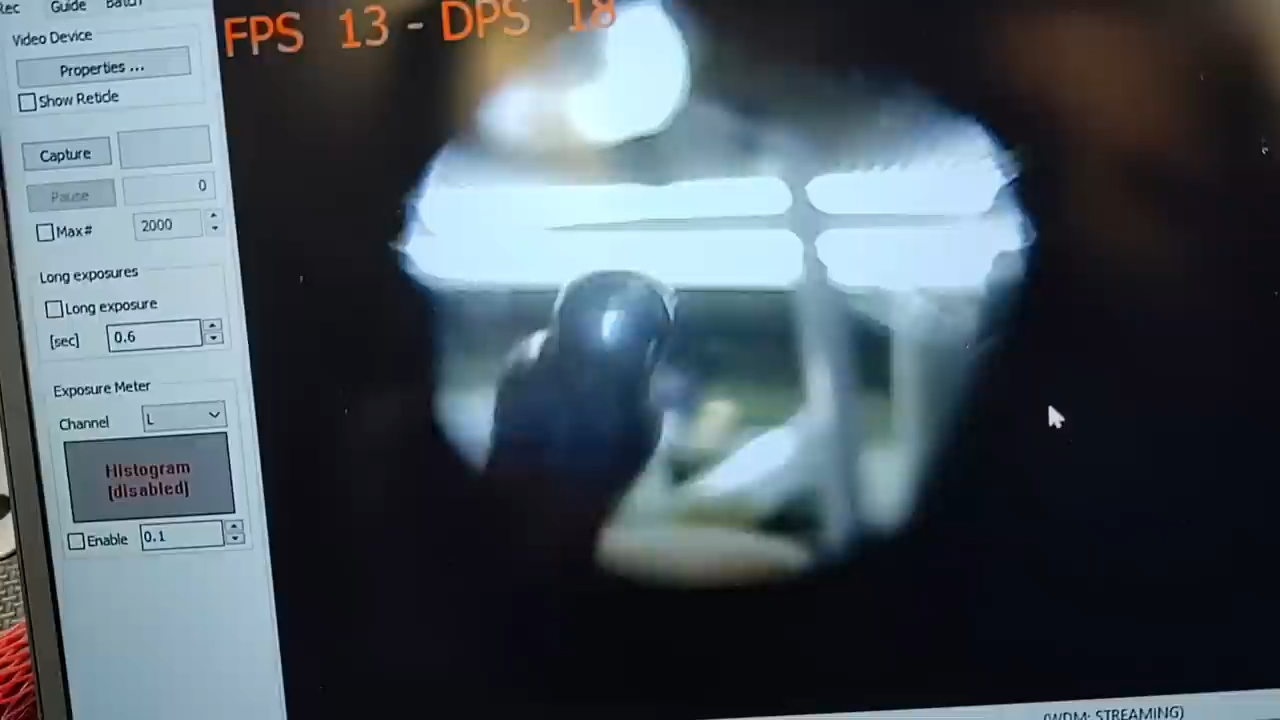 Rec Guide Batch
FPS 13 - DPS 18
Video Device
Properties ...
Show Reticle
Capture
Pause 0
Max# 2000
Long exposures
Long exposure
[sec] 0.6
Exposure Meter
Channel L
Histogram
(disabled)
Enable 0.1
(WDM: STREAMING)